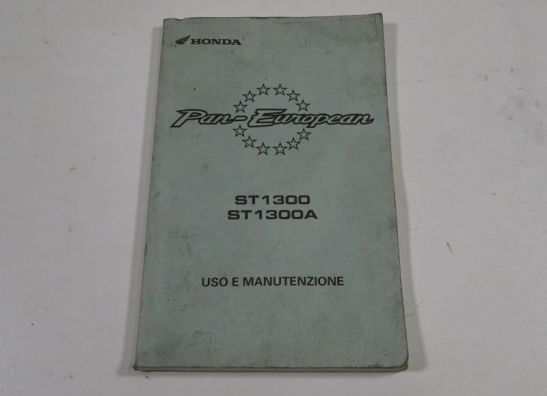 HONDA
Pan-European
ST1300
ST1300A
USO E MANUTENZIONE